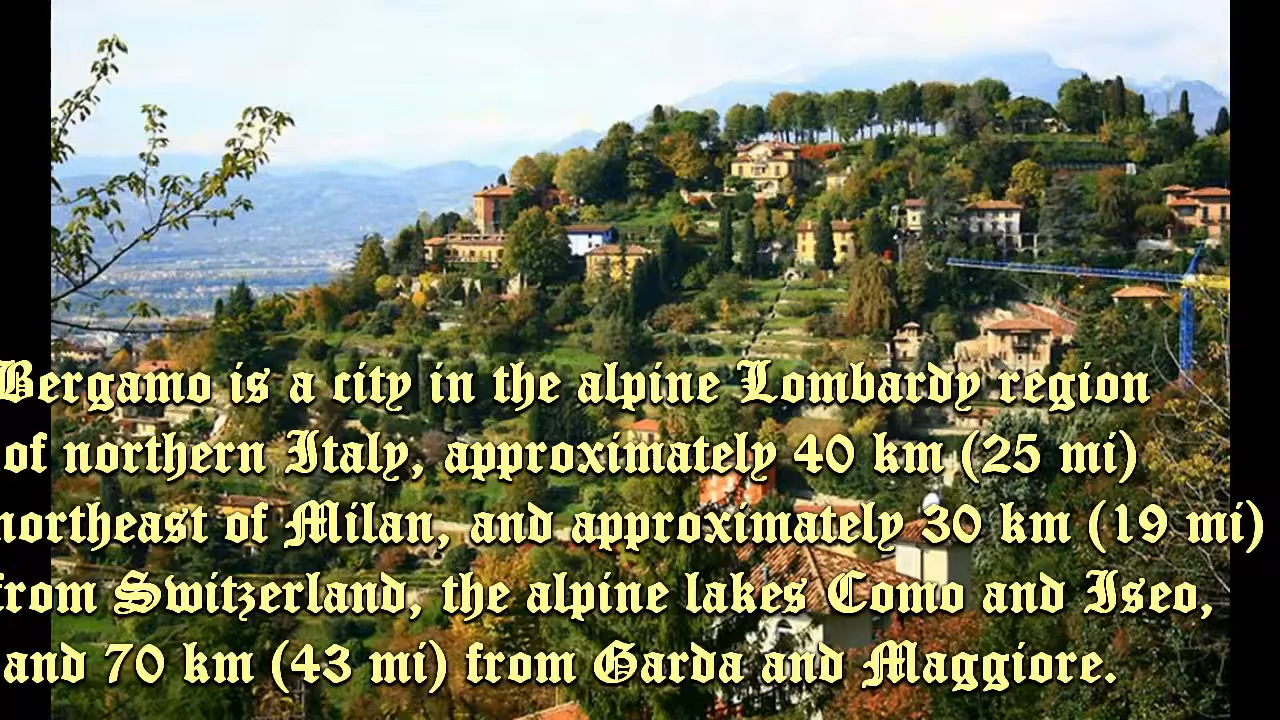 Bergamo is a city in the alpine Lombardy region
of northern Italy, approximately 40 km (25 mi)
northeast of Milan, and approximately 30 km (19 mi)
from Switzerland, the alpine lakes Como and Iseo,
and 70 km (43 mi) from Garda and Maggiore.